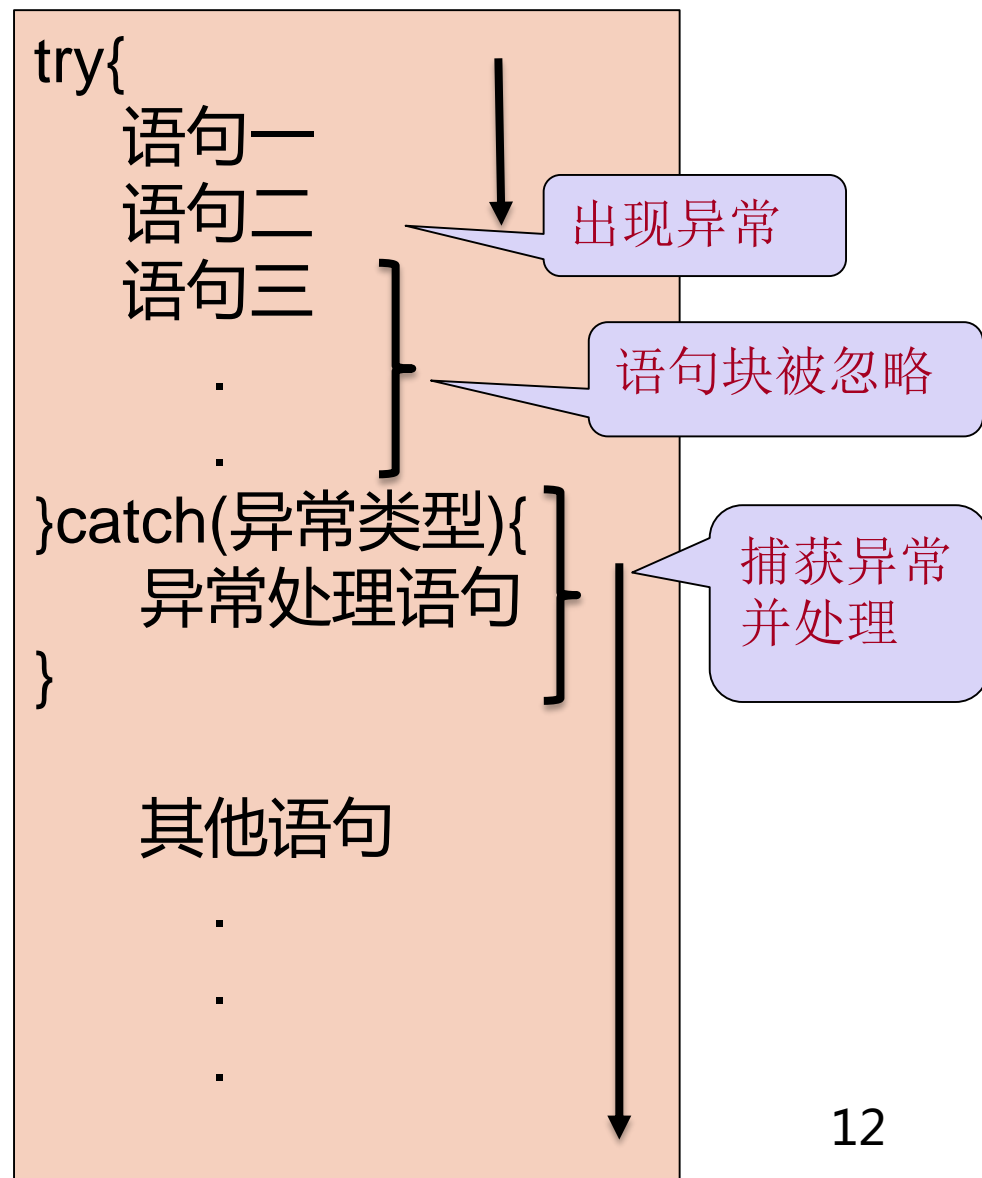 try{
语句一
语句二
出现异常
语句三
语句块被忽略
.
.
}catch(异常类型){
捕获异常
并处理
异常处理语句
}
其他语句
.
.
.
12